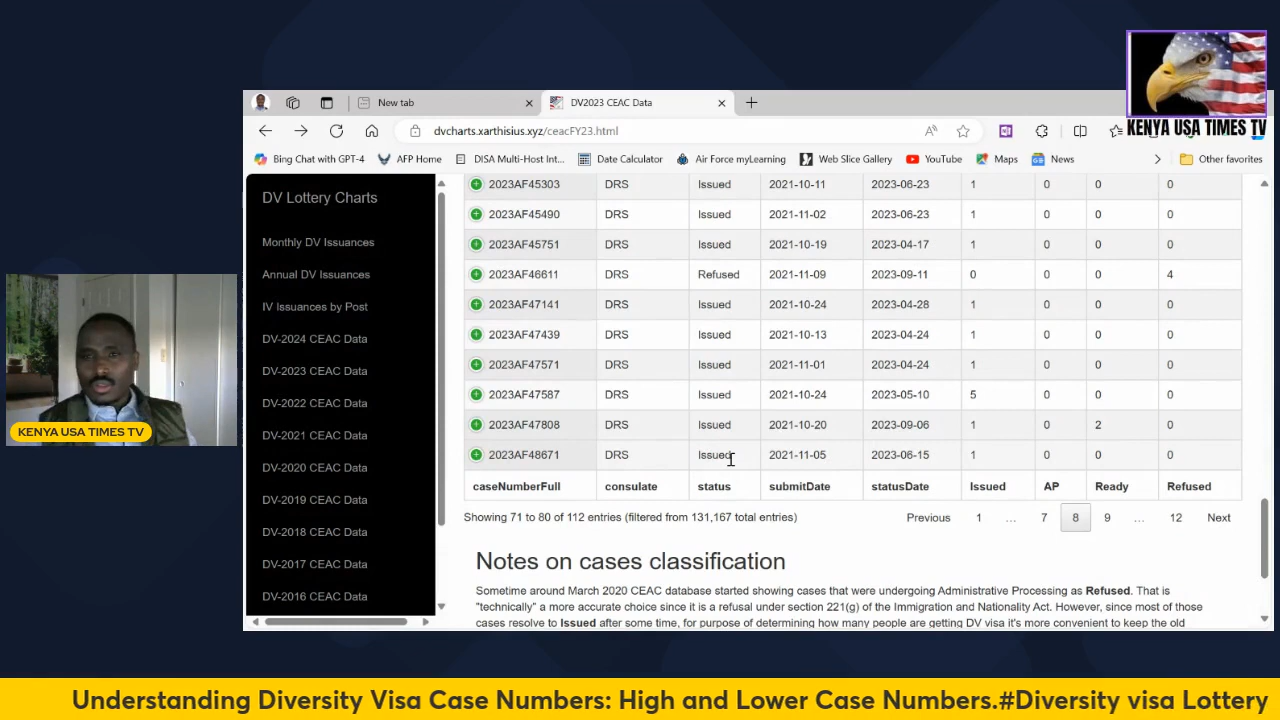 KENYA USA TIMES TV
New tab
DV2023 CEAC Data
dvcharts.xarthisius.xyz/ceacFY23.html
Bing Chat with GPT-4 AFP Home DISA Multi-Host Int... Date Calculator Air Force myLearning Web Slice Gallery YouTube Maps News Other favorites
DV Lottery Charts
Monthly DV Issuances
Annual DV Issuances
IV Issuances by Post
DV-2024 CEAC Data
DV-2023 CEAC Data
DV-2022 CEAC Data
DV-2021 CEAC Data
DV-2020 CEAC Data
DV-2019 CEAC Data
DV-2018 CEAC Data
DV-2017 CEAC Data
DV-2016 CEAC Data
2023AF45303 DRS Issued 2021-10-11 2023-06-23 1 0 0 0
2023AF45490 DRS Issued 2021-11-02 2023-06-23 1 0 0 0
2023AF45751 DRS Issued 2021-10-19 2023-04-17 1 0 0 0
2023AF46611 DRS Refused 2021-11-09 2023-09-11 0 0 0 4
2023AF47141 DRS Issued 2021-10-24 2023-04-28 1 0 0 0
2023AF47439 DRS Issued 2021-10-13 2023-04-24 1 0 0 0
2023AF47571 DRS Issued 2021-11-01 2023-04-24 1 0 0 0
2023AF47587 DRS Issued 2021-10-24 2023-05-10 5 0 0 0
2023AF47808 DRS Issued 2021-10-20 2023-09-06 1 0 2 0
2023AF48671 DRS Issued 2021-11-05 2023-06-15 1 0 0 0
caseNumberFull consulate status submitDate statusDate Issued AP Ready Refused
Showing 71 to 80 of 112 entries (filtered from 131,167 total entries)
Previous 1 ... 7 8 9 ... 12 Next
Notes on cases classification
Sometime around March 2020 CEAC database started showing cases that were undergoing Administrative Processing as Refused. That is
"technically" a more accurate choice since it is a refusal under section 221(g) of the Immigration and Nationality Act. However, since most of those
cases resolve to Issued after some time, for purpose of determining how many people are getting DV visa it's more convenient to keep the old
KENYA USA TIMES TV
Understanding Diversity Visa Case Numbers: High and Lower Case Numbers.#Diversity visa Lottery